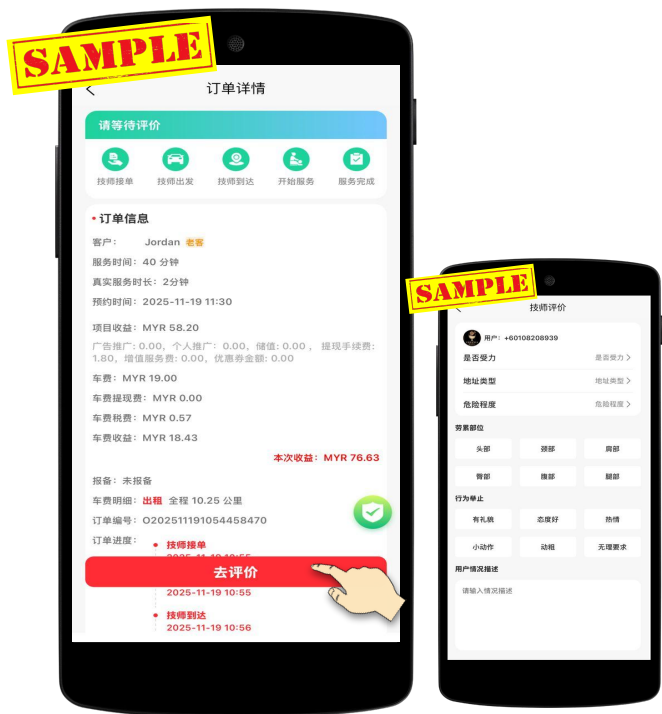 SAMPLE
订单详情
请等待评价
技师接单 技师出发 技师到达 开始服务 服务完成
订单信息
客户： Jordan 老客
服务时间：40 分钟
真实服务时长：2分钟
预约时间：2025-11-19 11:30
项目收益：MYR 58.20
广告推广：0.00，个人推广：0.00，储值：0.00，提现手续费：
1.80，增值服务费：0.00，优惠券金额：0.00
车费：MYR 19.00
车费提现费：MYR 0.00
车费税费：MYR 0.57
车费收益：MYR 18.43
本次收益：MYR 76.63
报备：未报备
车费明细：出租 全程 10.25 公里
订单编号：O202511191054458470
订单进度：
技师接单
去评价
2025-11-19 10:55
技师到达
2025-11-19 10:56
SAMPLE
技师评价
用户：+60108208939
是否受力 是否受力
地址类型 地址类型
危险程度 危险程度
劳累部位
头部 颈部 肩部
臀部 腹部 腿部
行为举止
有礼貌 态度好 热情
小动作 动粗 无理要求
用户情况描述
请输入情况描述